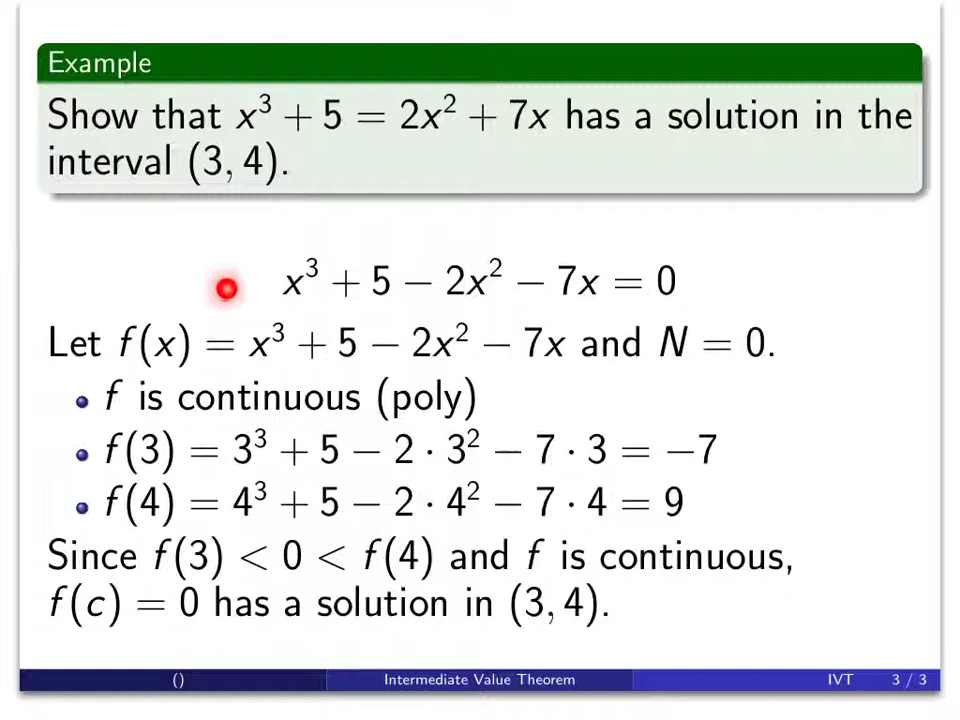 Example
Show that x³ + 5 = 2x² + 7x has a solution in the
interval (3, 4).
x³ + 5 − 2x² − 7x = 0
Let f(x) = x³ + 5 − 2x² − 7x and N = 0.
f is continuous (poly)
f(3) = 3³ + 5 − 2 · 3² − 7 · 3 = −7
f(4) = 4³ + 5 − 2 · 4² − 7 · 4 = 9
Since f(3) < 0 < f(4) and f is continuous,
f(c) = 0 has a solution in (3, 4).
() Intermediate Value Theorem IVT 3 / 3